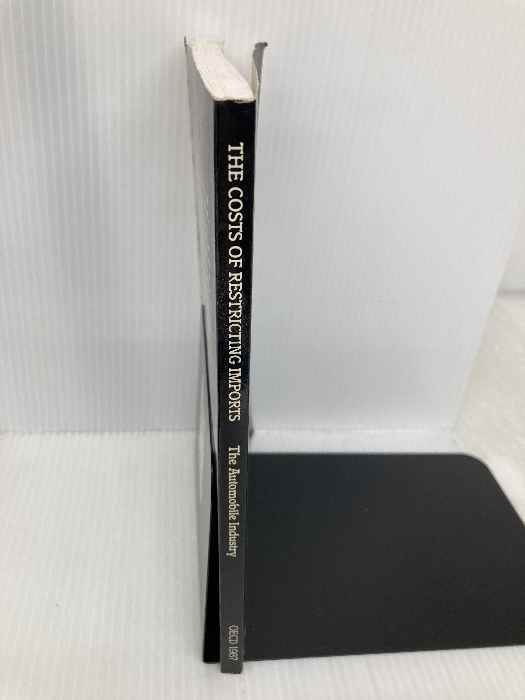 THE COSTS OF RESTRICTING IMPORTS
The Automobile Industry
OECD 1987